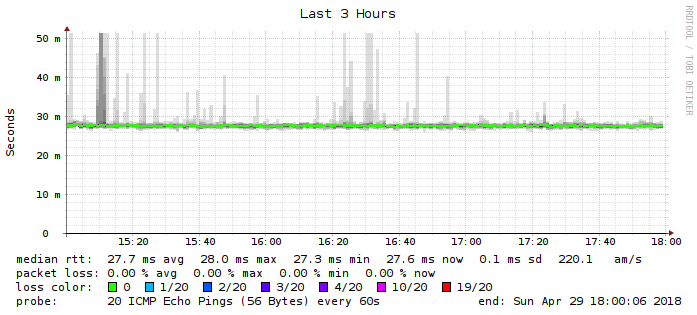 Last 3 Hours
RRDTOOL / TOBI OETIKER
Seconds
50 m
40 m
30 m
20 m
10 m
0
15:20 15:40 16:00 16:20 16:40 17:00 17:20 17:40 18:00
median rtt: 27.7 ms avg 28.0 ms max 27.3 ms min 27.6 ms now 0.1 ms sd 220.1 am/s
packet loss: 0.00 % avg 0.00 % max 0.00 % min 0.00 % now
loss color: 0 1/20 2/20 3/20 4/20 10/20 19/20
probe: 20 ICMP Echo Pings (56 Bytes) every 60s end: Sun Apr 29 18:00:06 2018